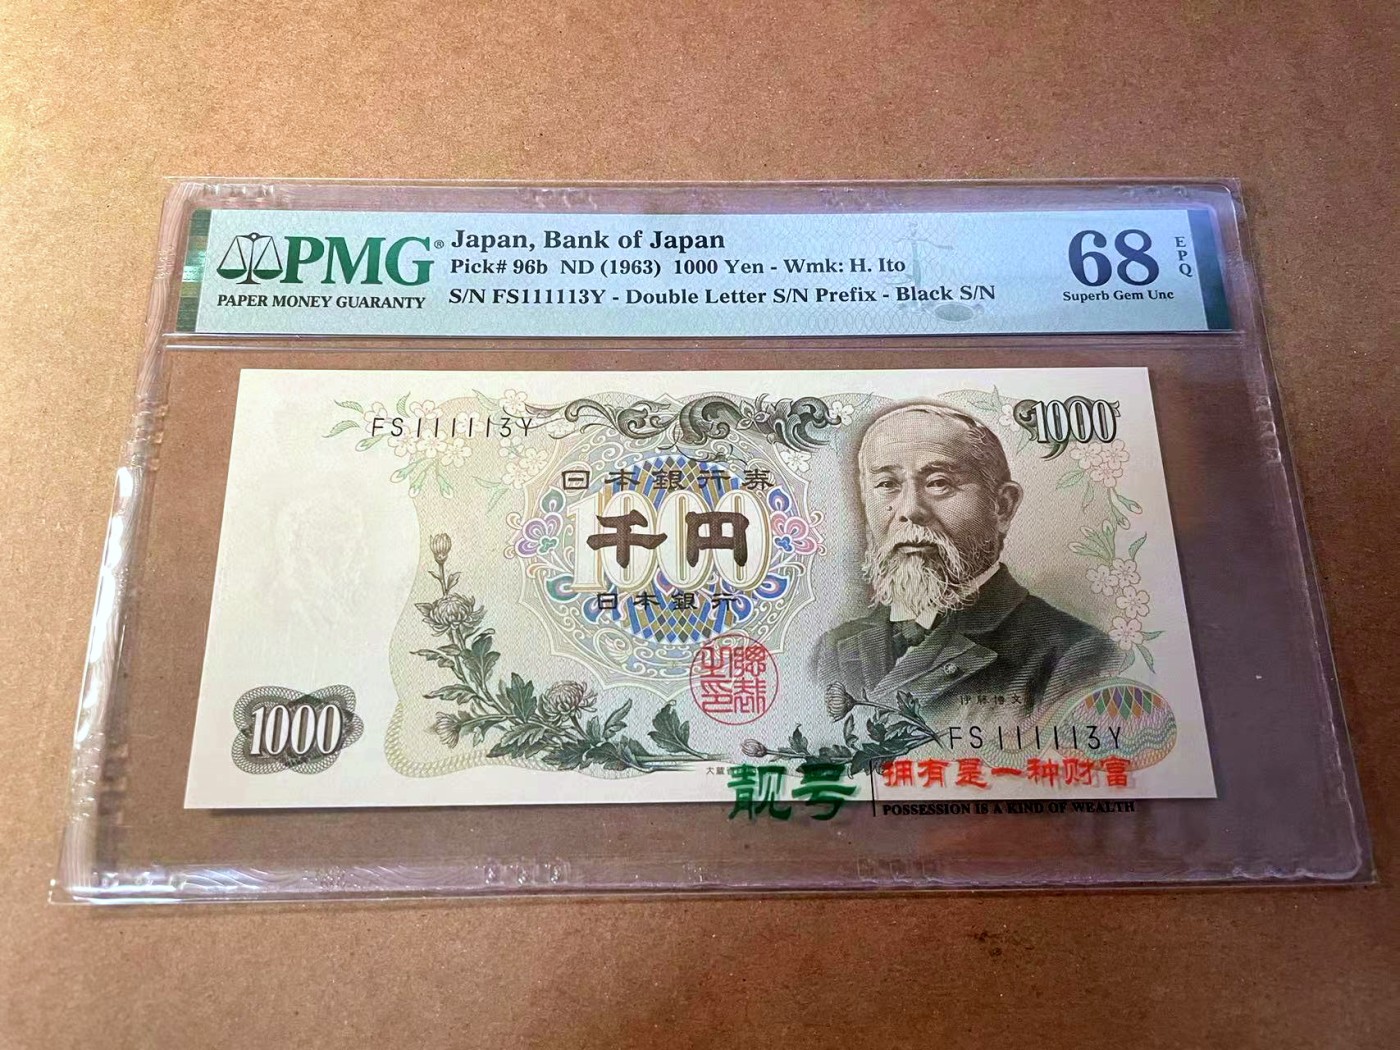 PMG®
PAPER MONEY GUARANTY
Japan, Bank of Japan
Pick# 96b ND (1963) 1000 Yen - Wmk: H. Ito
S/N FS111113Y - Double Letter S/N Prefix - Black S/N
68
EPQ
Superb Gem Unc
FS111113Y
1000
日本銀行券
1000
千円
日本銀行
伊藤博文
1000
FS111113Y
靓号
拥有是一种财富
POSSESSION IS A KIND OF WEALTH